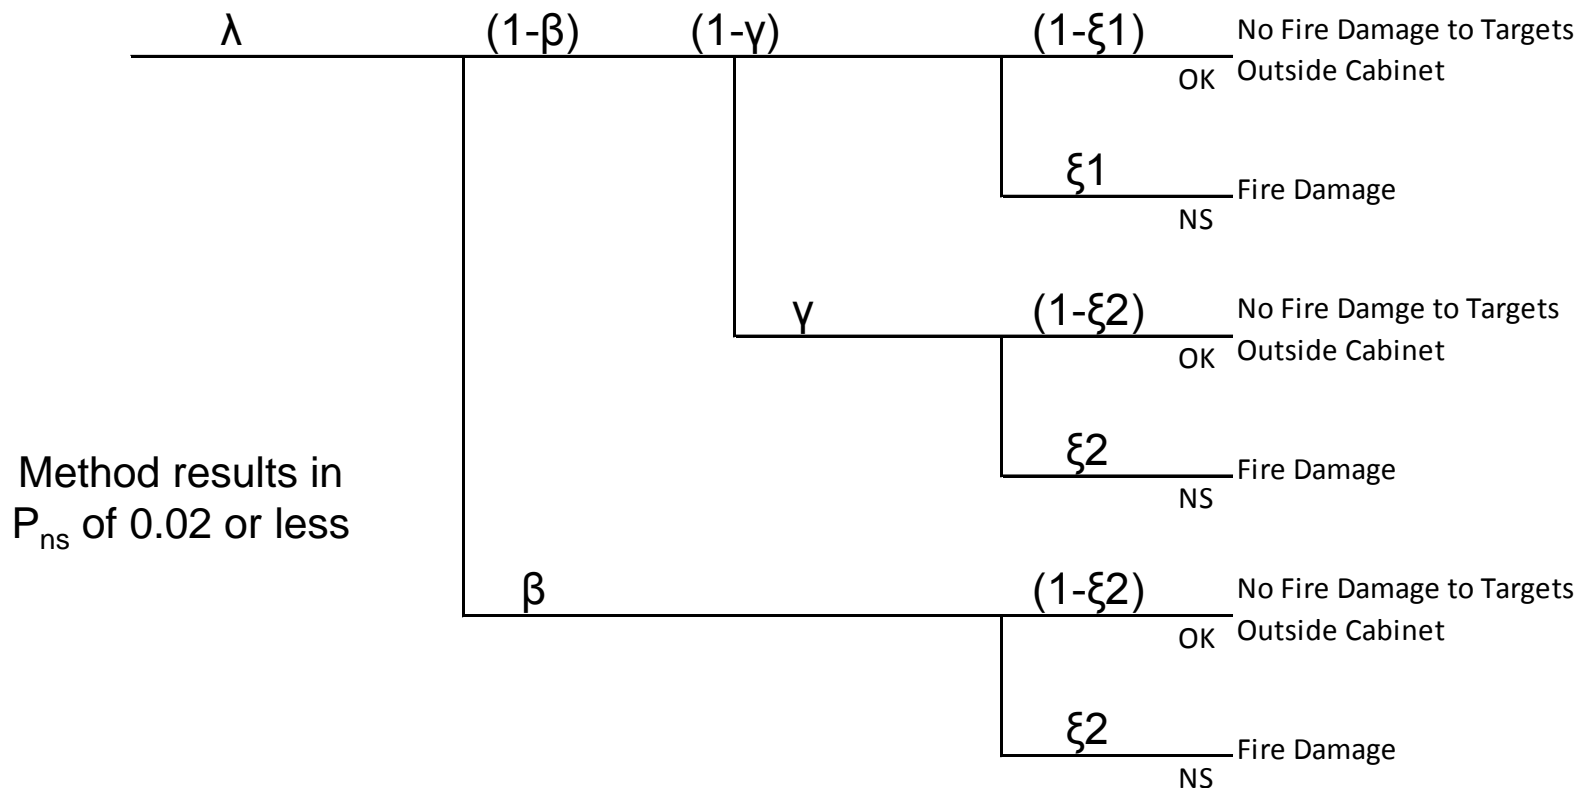 λ
(1-β)
(1-γ)
(1-ξ1)
No Fire Damage to Targets
OK
Outside Cabinet
ξ1
Fire Damage
NS
γ
(1-ξ2)
No Fire Damge to Targets
OK
Outside Cabinet
ξ2
Fire Damage
NS
Method results in
Pns of 0.02 or less
β
(1-ξ2)
No Fire Damage to Targets
OK
Outside Cabinet
ξ2
Fire Damage
NS